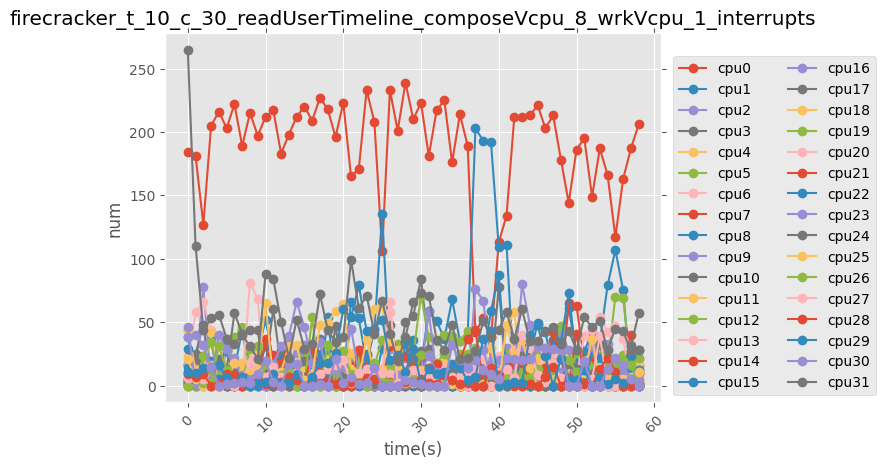 firecracker_t_10_c_30_readUserTimeline_composeVcpu_8_wrkVcpu_1_interrupts
num
250
200
150
100
50
0
0
10
20
30
40
50
60
time(s)
cpu0
cpu1
cpu2
cpu3
cpu4
cpu5
cpu6
cpu7
cpu8
cpu9
cpu10
cpu11
cpu12
cpu13
cpu14
cpu15
cpu16
cpu17
cpu18
cpu19
cpu20
cpu21
cpu22
cpu23
cpu24
cpu25
cpu26
cpu27
cpu28
cpu29
cpu30
cpu31